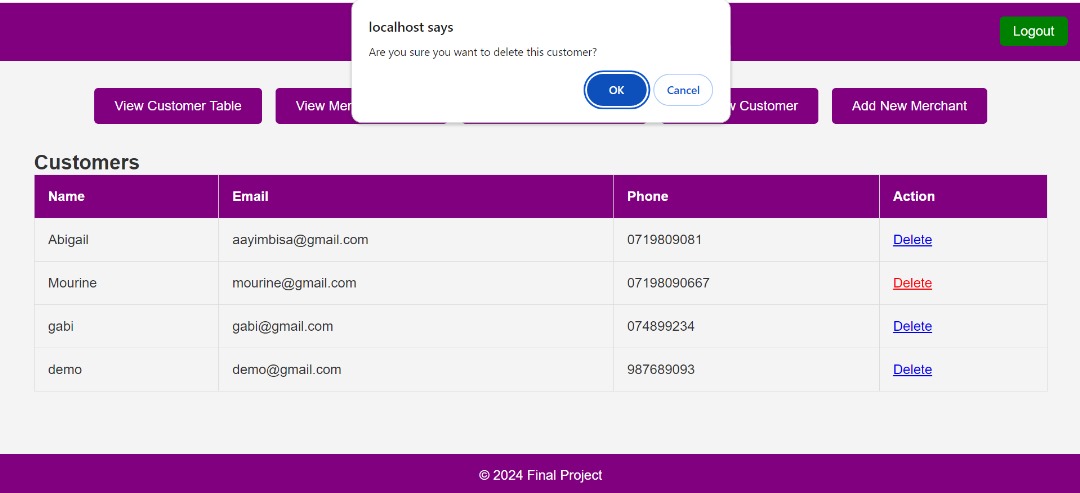 localhost says
Are you sure you want to delete this customer?
OK Cancel
Logout
View Customer Table View Mer Customer Add New Merchant
Customers
Name Email Phone Action
Abigail aayimbisa@gmail.com 0719809081 Delete
Mourine mourine@gmail.com 07198090667 Delete
gabi gabi@gmail.com 074899234 Delete
demo demo@gmail.com 987689093 Delete
© 2024 Final Project